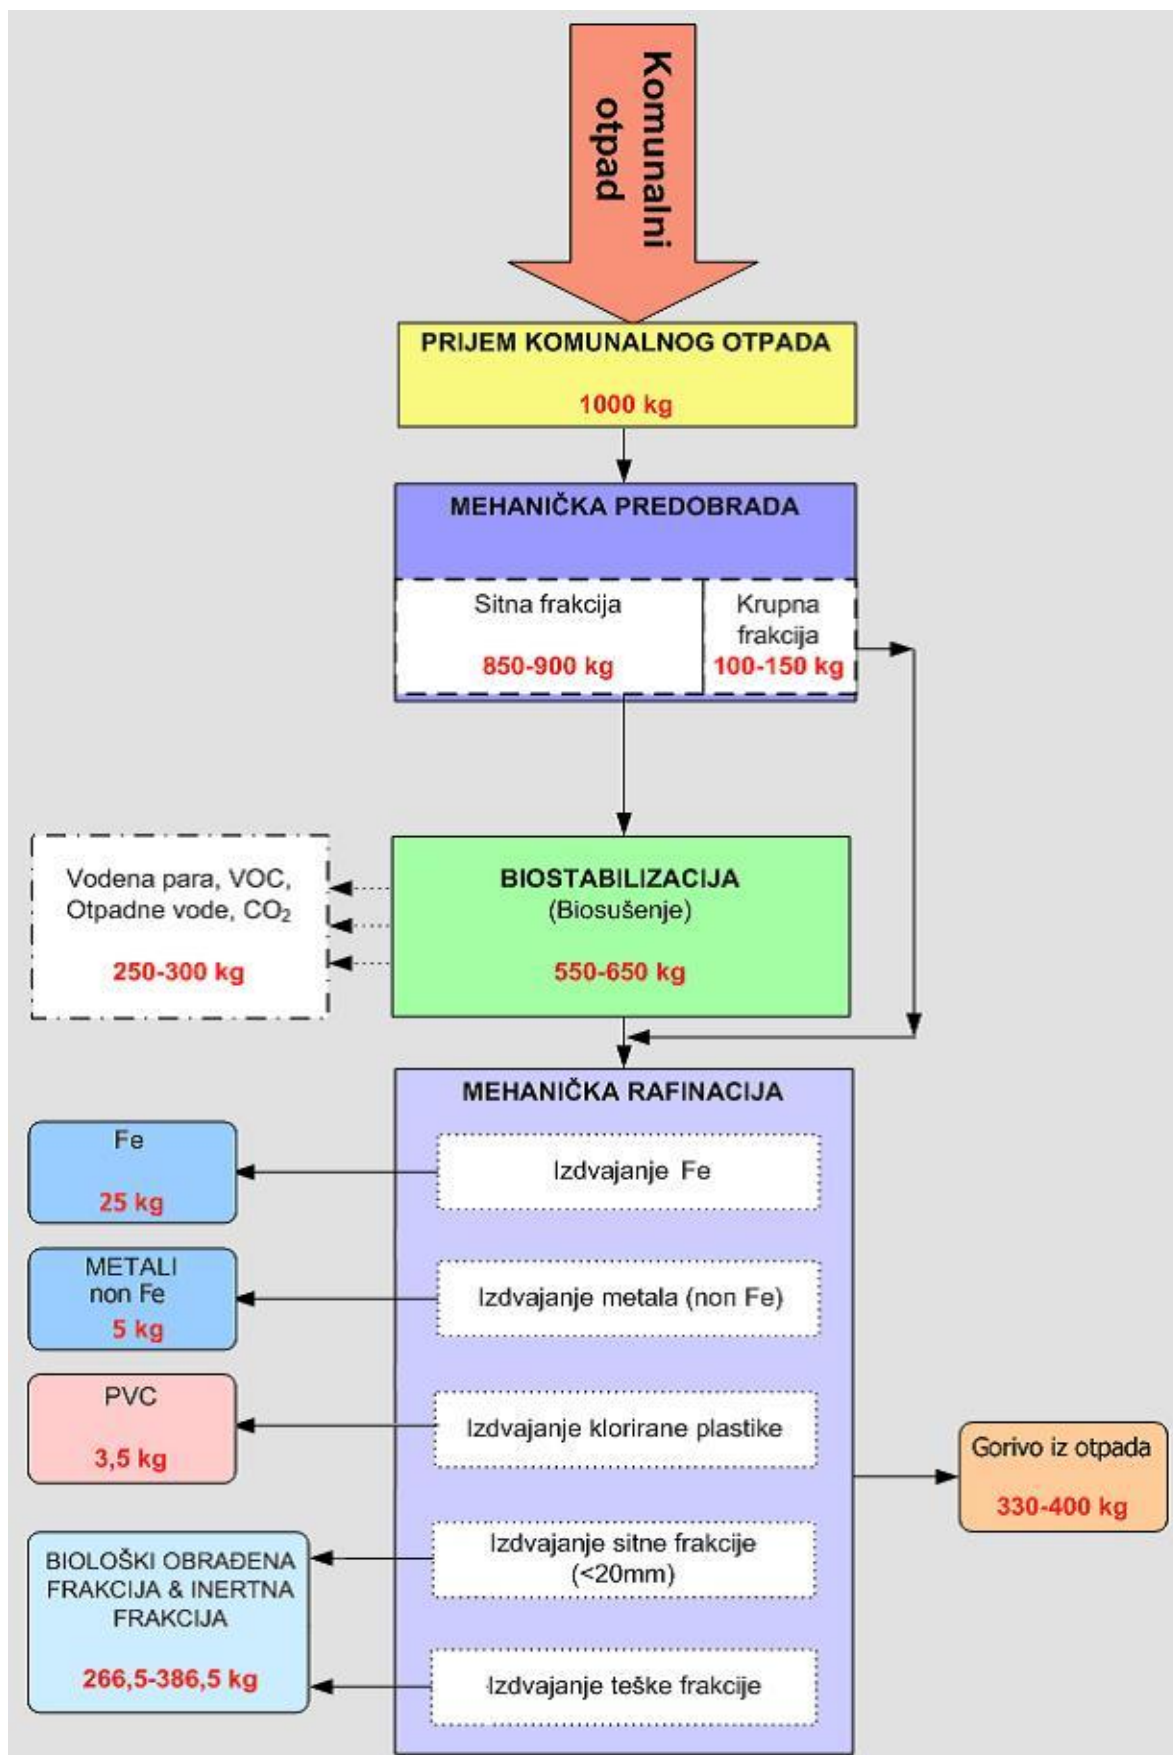 Komunalni
otpad
PRIJEM KOMUNALNOG OTPADA
1000 kg
MEHANIČKA PREDOBRADA
Sitna frakcija
850-900 kg
Krupna
frakcija
100-150 kg
Vodena para, VOC,
Otpadne vode, CO₂
250-300 kg
BIOSTABILIZACIJA
(Biosušenje)
550-650 kg
MEHANIČKA RAFINACIJA
Fe
25 kg
Izdvajanje Fe
METALI
non Fe
5 kg
Izdvajanje metala (non Fe)
PVC
3,5 kg
Izdvajanje klorirane plastike
Gorivo iz otpada
330-400 kg
BIOLOŠKI OBRAĐENA
FRAKCIJA & INERTNA
FRAKCIJA
266,5-386,5 kg
Izdvajanje sitne frakcije
(<20mm)
Izdvajanje teške frakcije